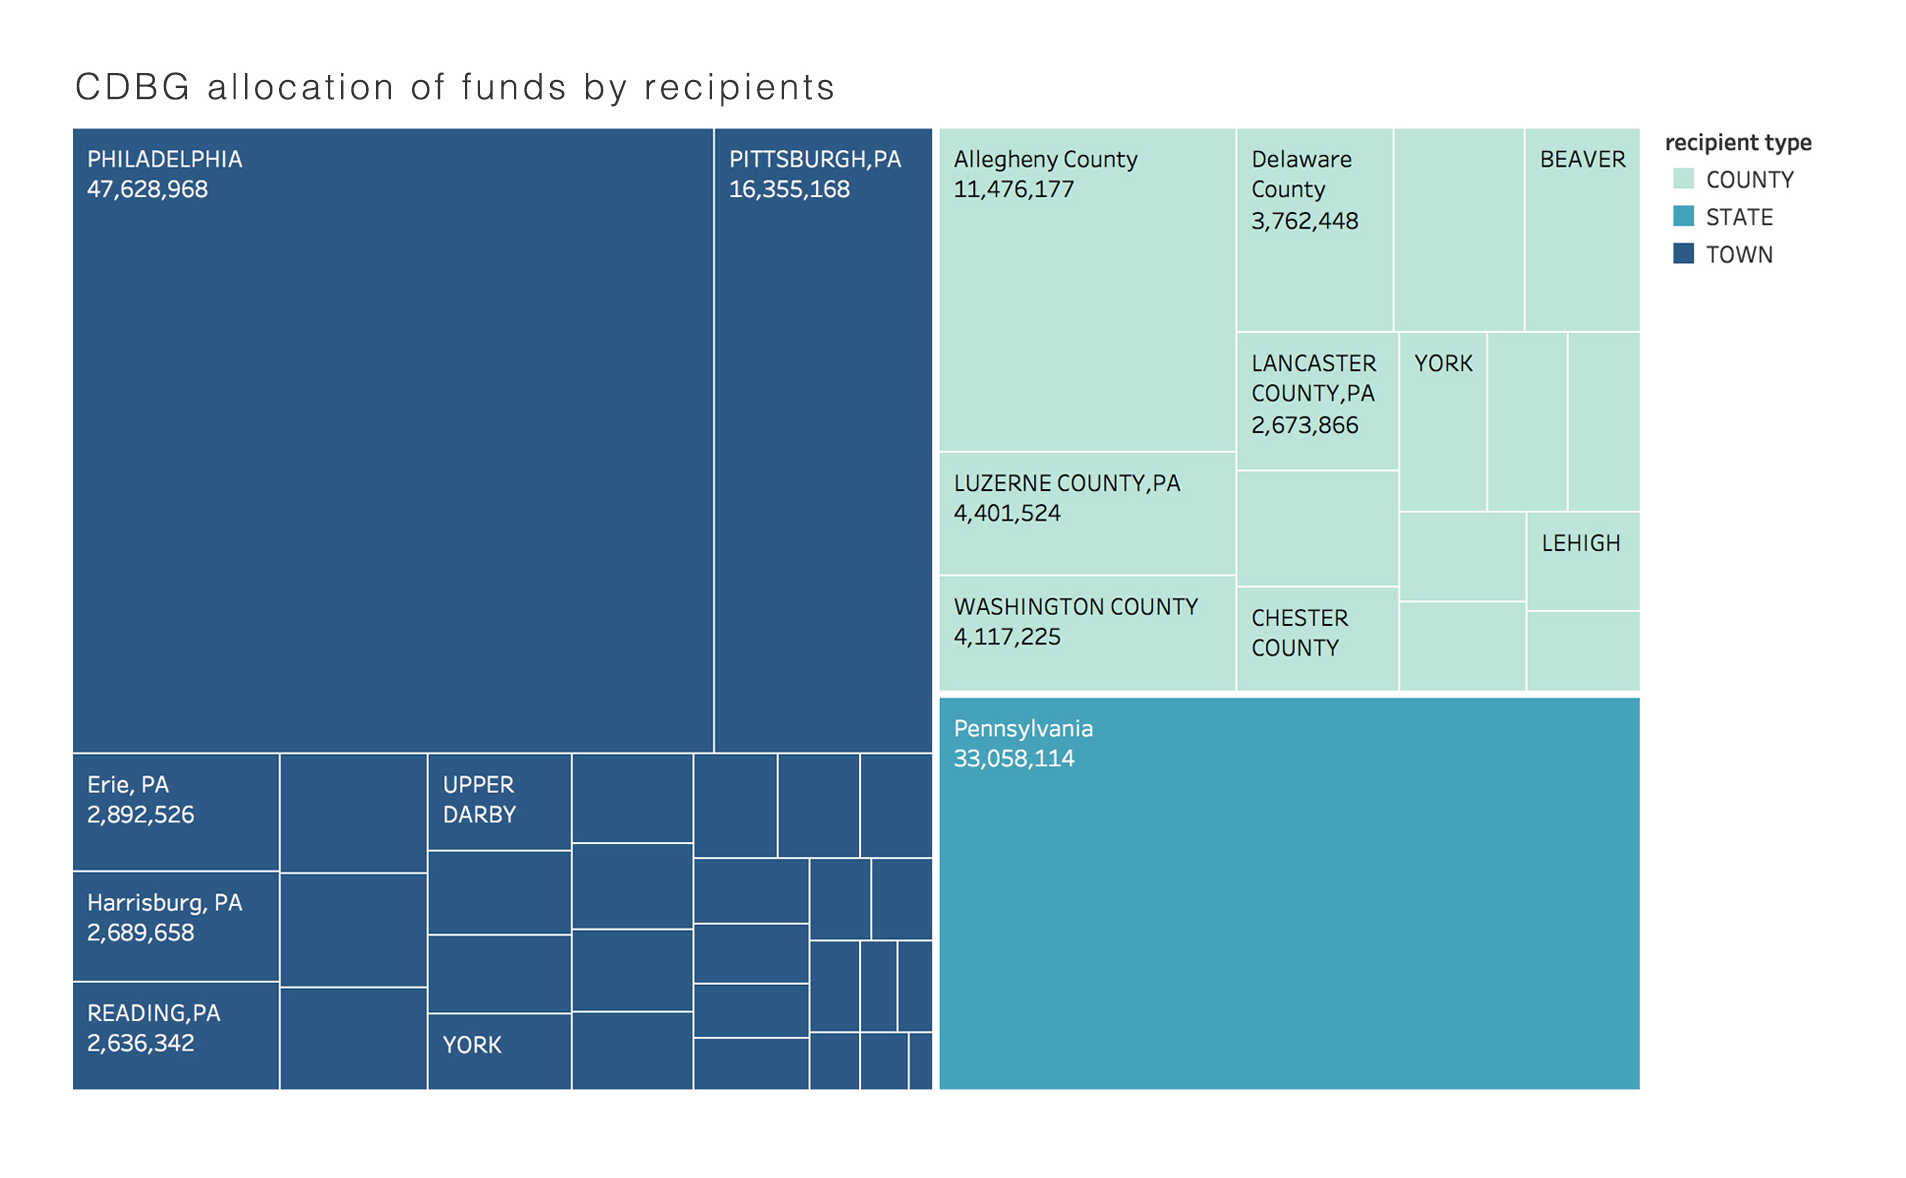 CDBG allocation of funds by recipients
PHILADELPHIA
47,628,968
PITTSBURGH,PA
16,355,168
Erie, PA
2,892,526
Harrisburg, PA
2,689,658
READING,PA
2,636,342
UPPER
DARBY
YORK
Allegheny County
11,476,177
LUZERNE COUNTY,PA
4,401,524
WASHINGTON COUNTY
4,117,225
Delaware
County
3,762,448
BEAVER
LANCASTER
COUNTY,PA
2,673,866
YORK
CHESTER
COUNTY
LEHIGH
Pennsylvania
33,058,114
recipient type
COUNTY
STATE
TOWN